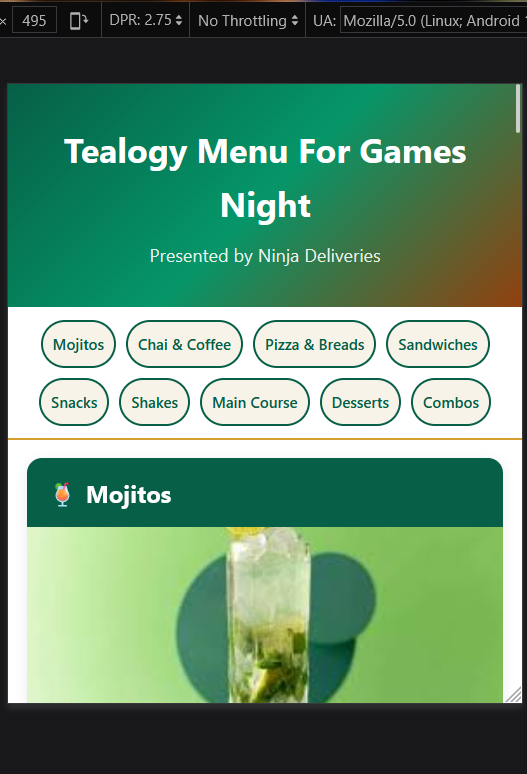 × 495 DPR: 2.75 No Throttling UA: Mozilla/5.0 (Linux; Android
Tealogy Menu For Games
Night
Presented by Ninja Deliveries
Mojitos Chai & Coffee Pizza & Breads Sandwiches
Snacks Shakes Main Course Desserts Combos
🍹 Mojitos